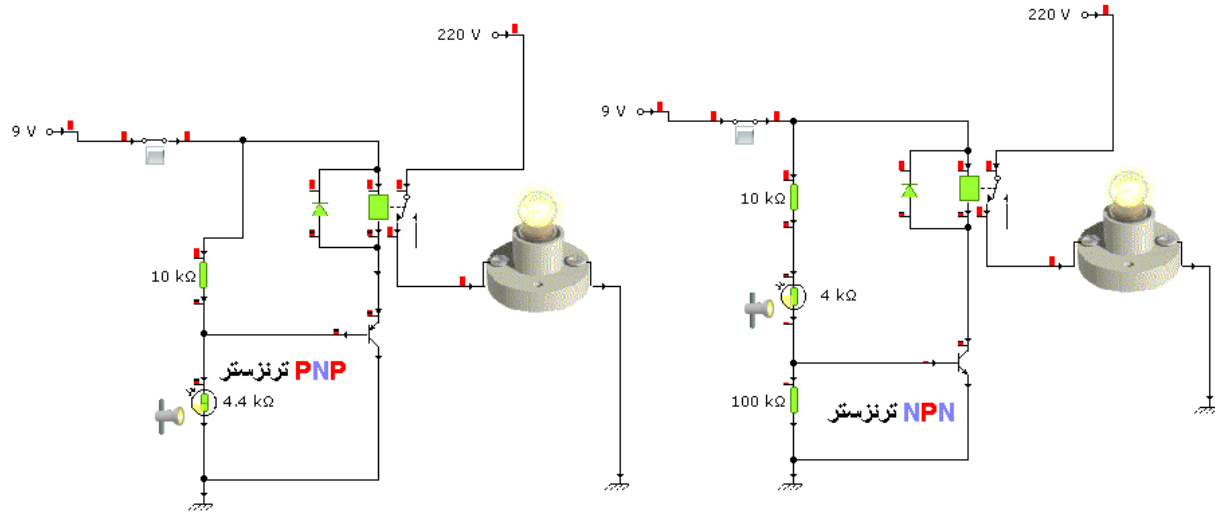 220 V
9 V
10 kΩ
ترنزستر PNP
4.4 kΩ
220 V
9 V
10 kΩ
4 kΩ
100 kΩ
ترنزستر NPN